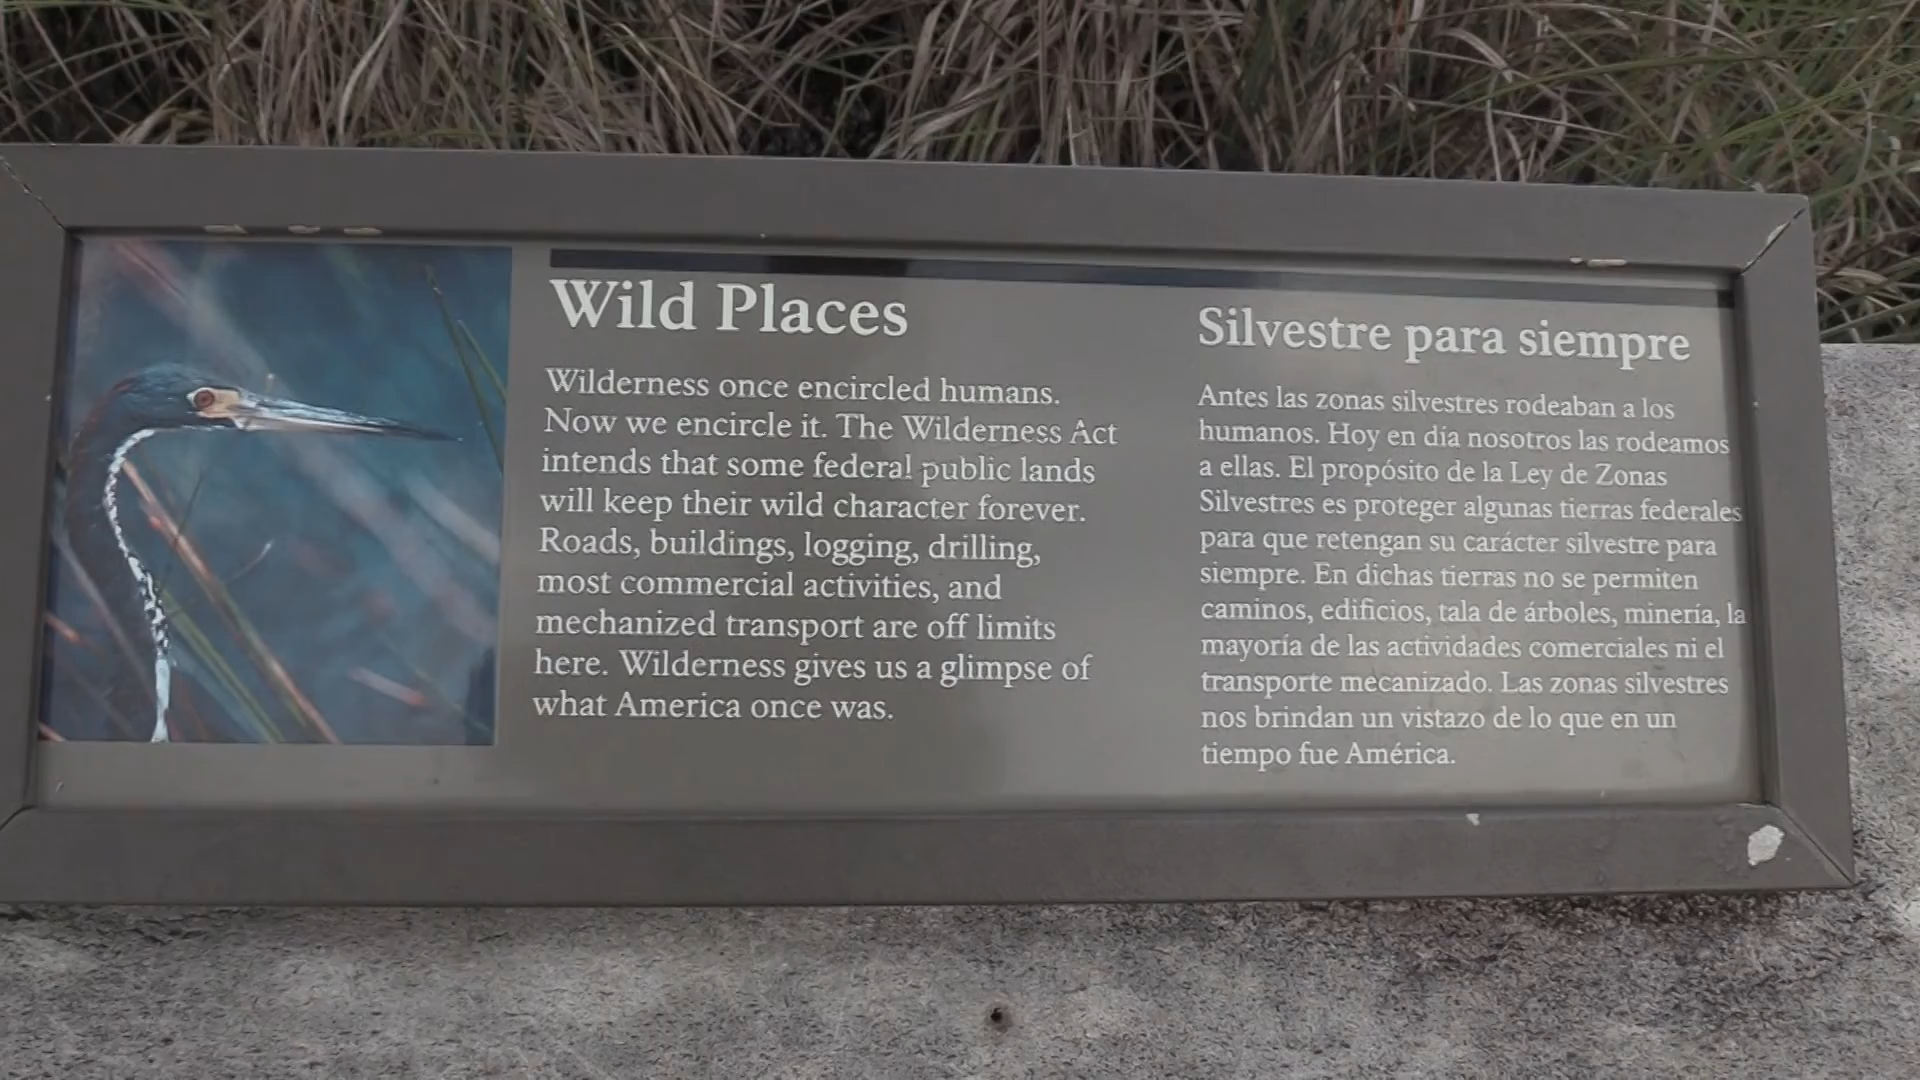 Wild Places
Wilderness once encircled humans.
Now we encircle it. The Wilderness Act
intends that some federal public lands
will keep their wild character forever.
Roads, buildings, logging, drilling,
most commercial activities, and
mechanized transport are off limits
here. Wilderness gives us a glimpse of
what America once was.
Silvestre para siempre
Antes las zonas silvestres rodeaban a los
humanos. Hoy en día nosotros las rodeamos
a ellas. El propósito de la Ley de Zonas
Silvestres es proteger algunas tierras federales
para que retengan su carácter silvestre para
siempre. En dichas tierras no se permiten
caminos, edificios, tala de árboles, minería, la
mayoría de las actividades comerciales ni el
transporte mecanizado. Las zonas silvestres
nos brindan un vistazo de lo que en un
tiempo fue América.